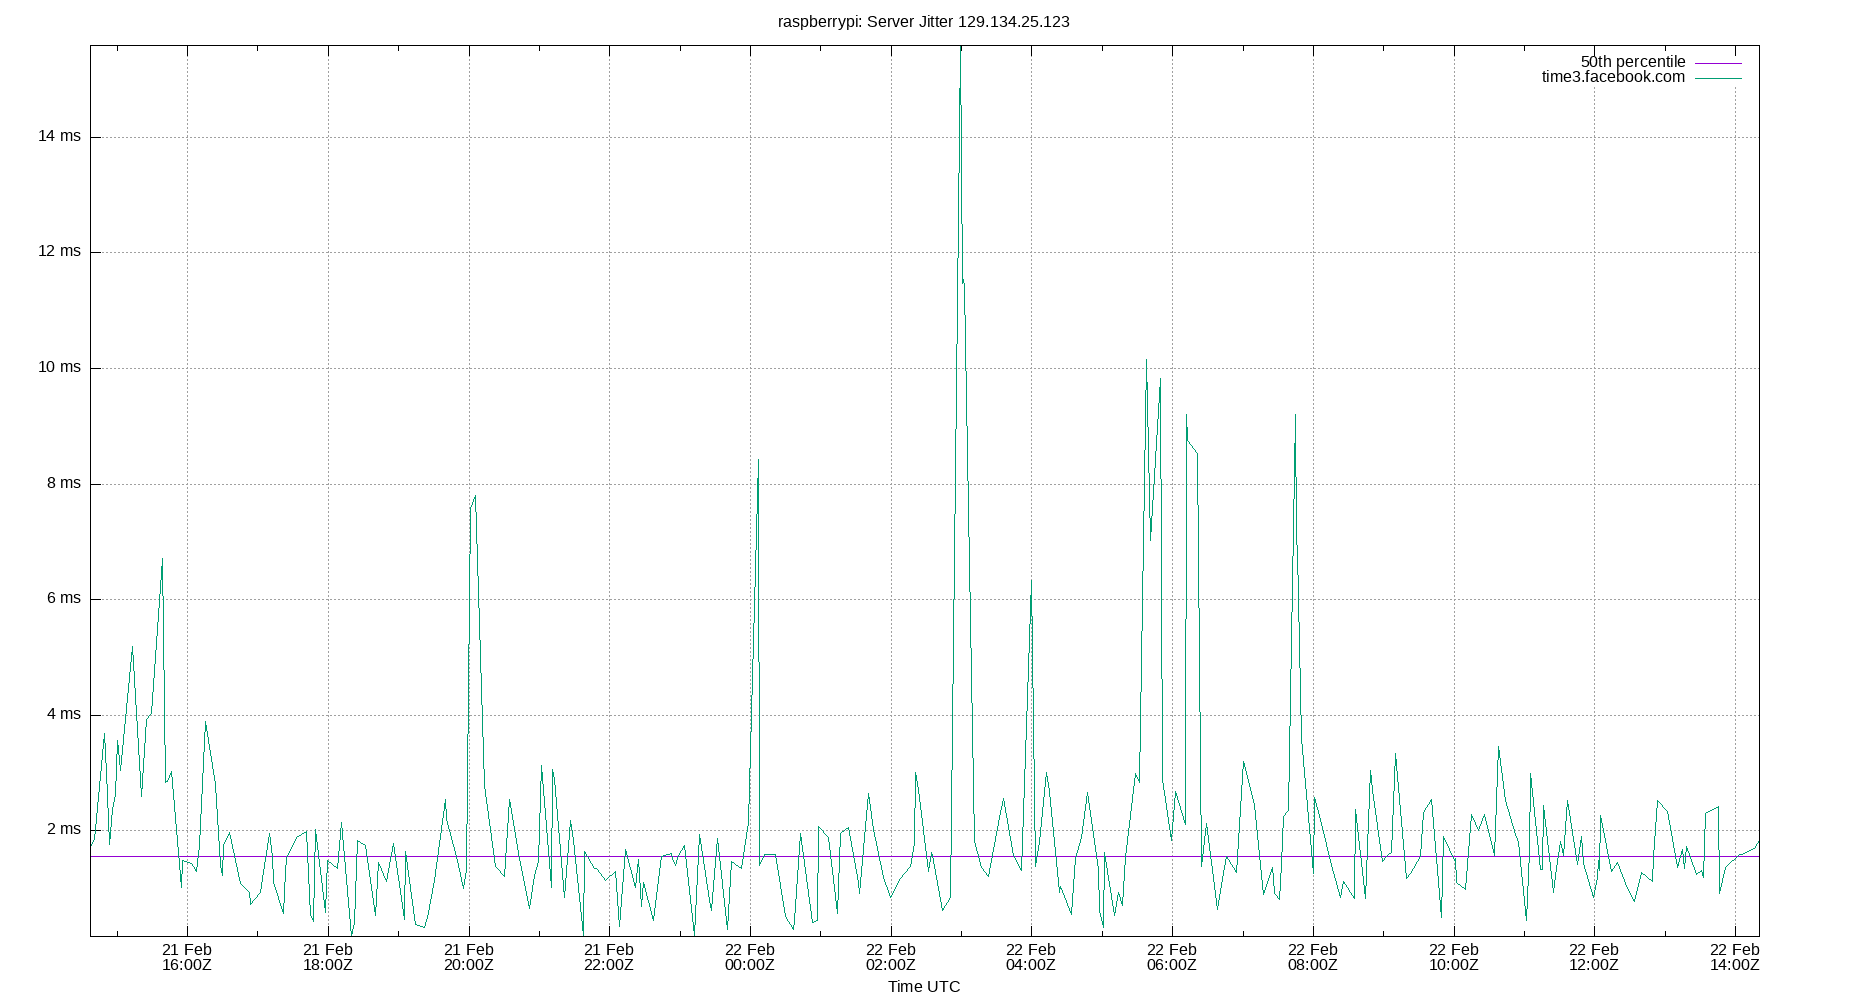 raspberrypi: Server Jitter 129.134.25.123
50th percentile
time3.facebook.com
14 ms
12 ms
10 ms
8 ms
6 ms
4 ms
2 ms
21 Feb 21 Feb 21 Feb 21 Feb 22 Feb 22 Feb 22 Feb 22 Feb 22 Feb 22 Feb 22 Feb 22 Feb
16:00Z 18:00Z 20:00Z 22:00Z 00:00Z 02:00Z 04:00Z 06:00Z 08:00Z 10:00Z 12:00Z 14:00Z
Time UTC